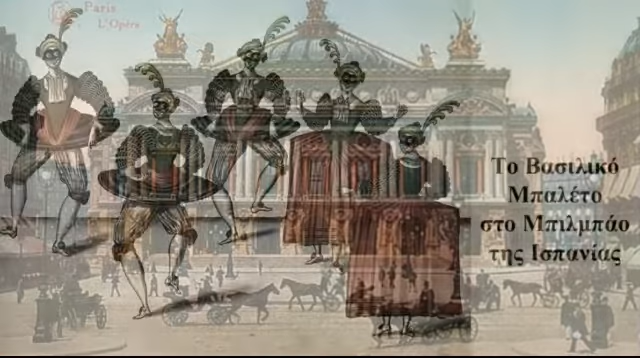 Paris
L'Opéra
Το Βασιλικό
Μπαλέτο
στο Μπιλμπάο
της Ισπανίας